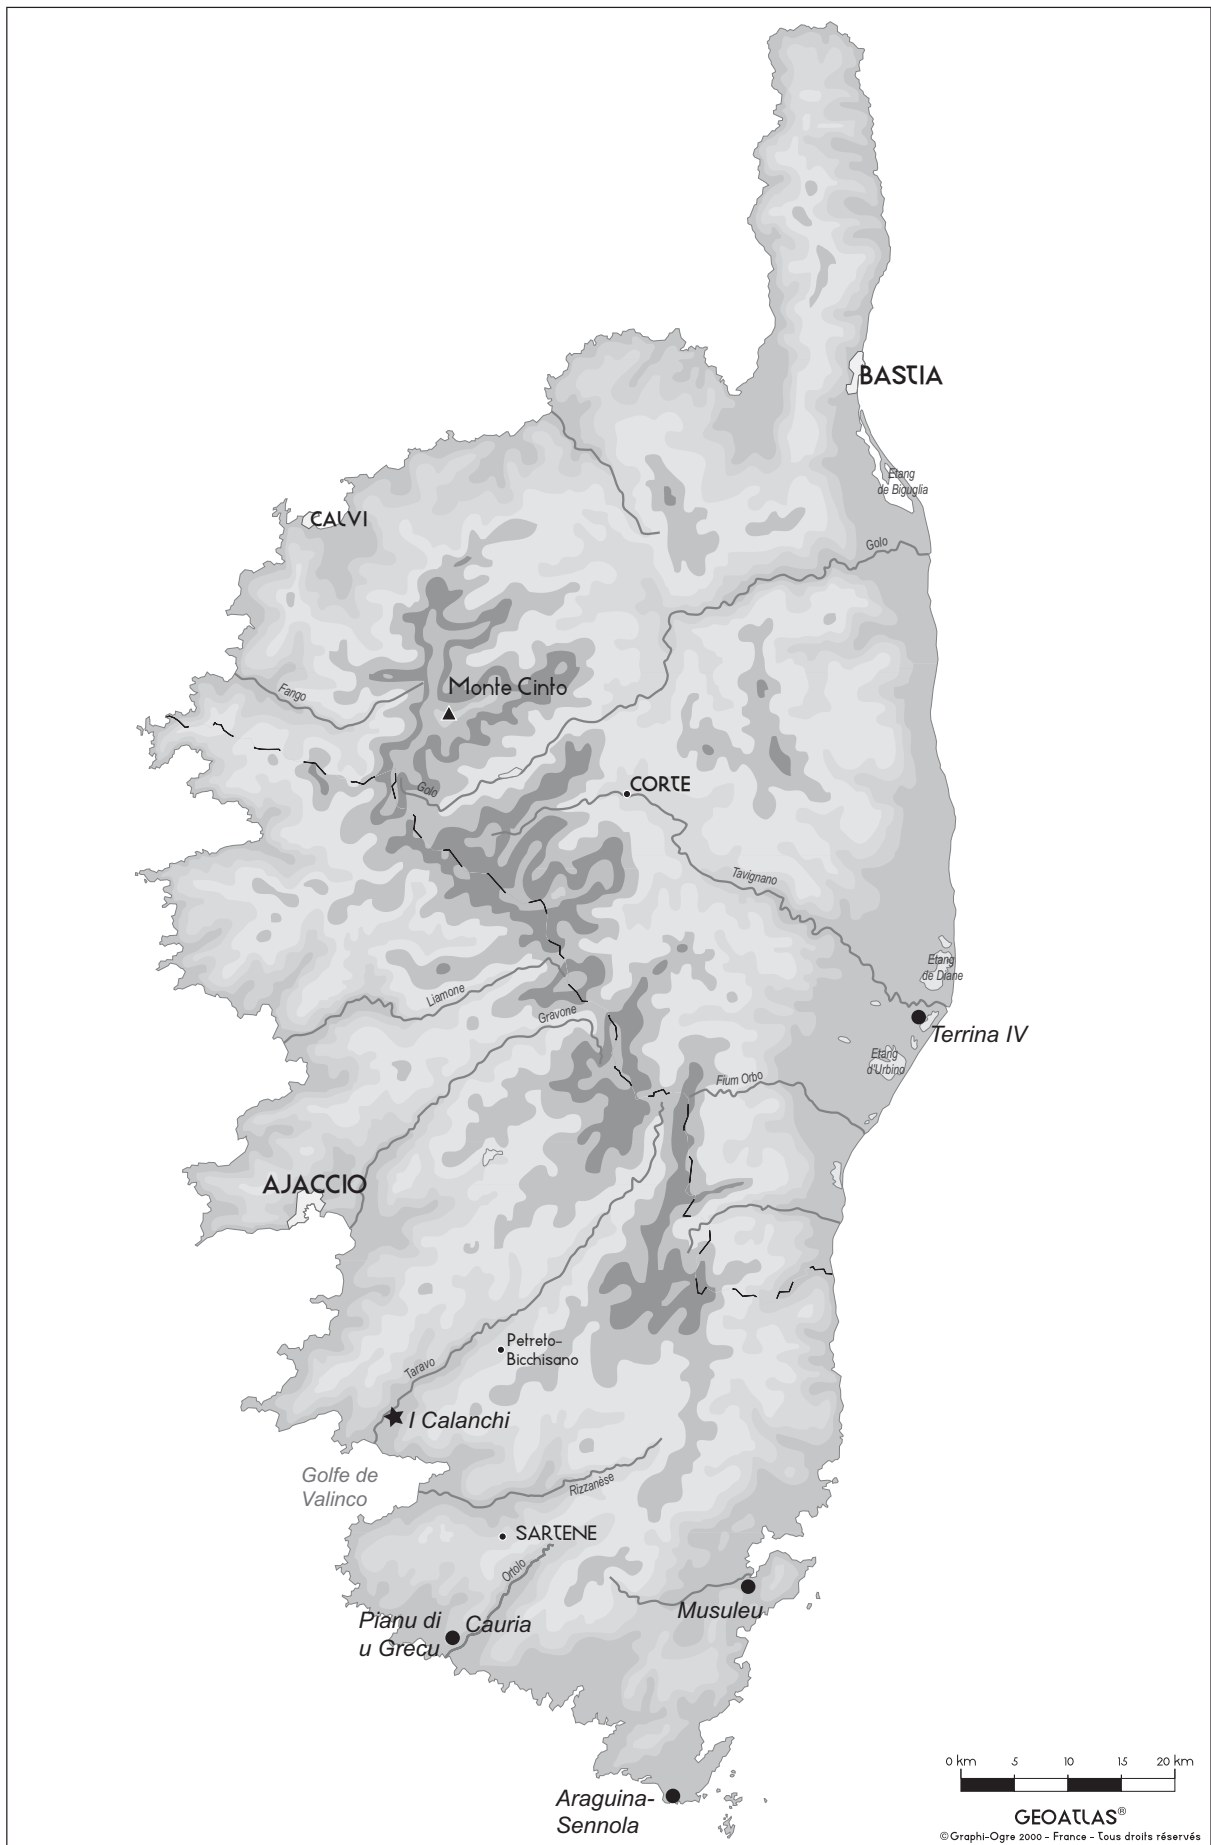 BASTIA
Etang
de Biguglia
CALVI
Golo
Fango
Monte Cinto
Golo
CORTE
Tavignano
Etang
de Diane
Liamone
Gravone
Terrina IV
Etang
d'Urbino
Fium Orbo
AJACCIO
Petreto-
Bicchisano
Taravo
I Calanchi
Golfe de
Valinco
Rizzanèse
SARTENE
Ortolo
Musuleu
Pianu di
u Grecu
Cauria
0 km 5 10 15 20 km
Araguina-
Sennola
GEOATLAS®
© Graphi-Ogre 2000 - France - Tous droits réservés